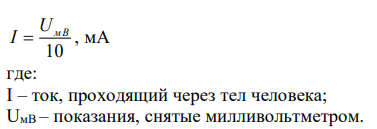 I = UмВ / 10 , мА
где:
I – ток, проходящий через тел человека;
UмВ – показания, снятые милливольтметром.